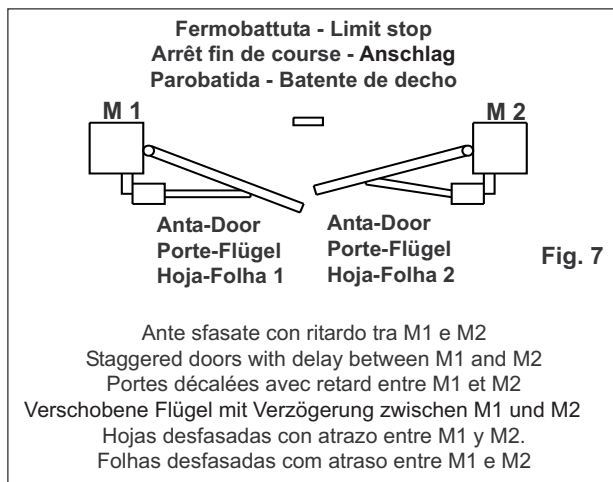 Fermobattuta - Limit stop
Arrêt fin de course - Anschlag
Parobatida - Batente de decho
M 1
M 2
Anta-Door
Porte-Flügel
Hoja-Folha 1
Anta-Door
Porte-Flügel
Hoja-Folha 2
Fig. 7
Ante sfasate con ritardo tra M1 e M2
Staggered doors with delay between M1 and M2
Portes décalées avec retard entre M1 et M2
Verschobene Flügel mit Verzögerung zwischen M1 und M2
Hojas desfasadas con atrazo entre M1 y M2.
Folhas desfasadas com atraso entre M1 e M2